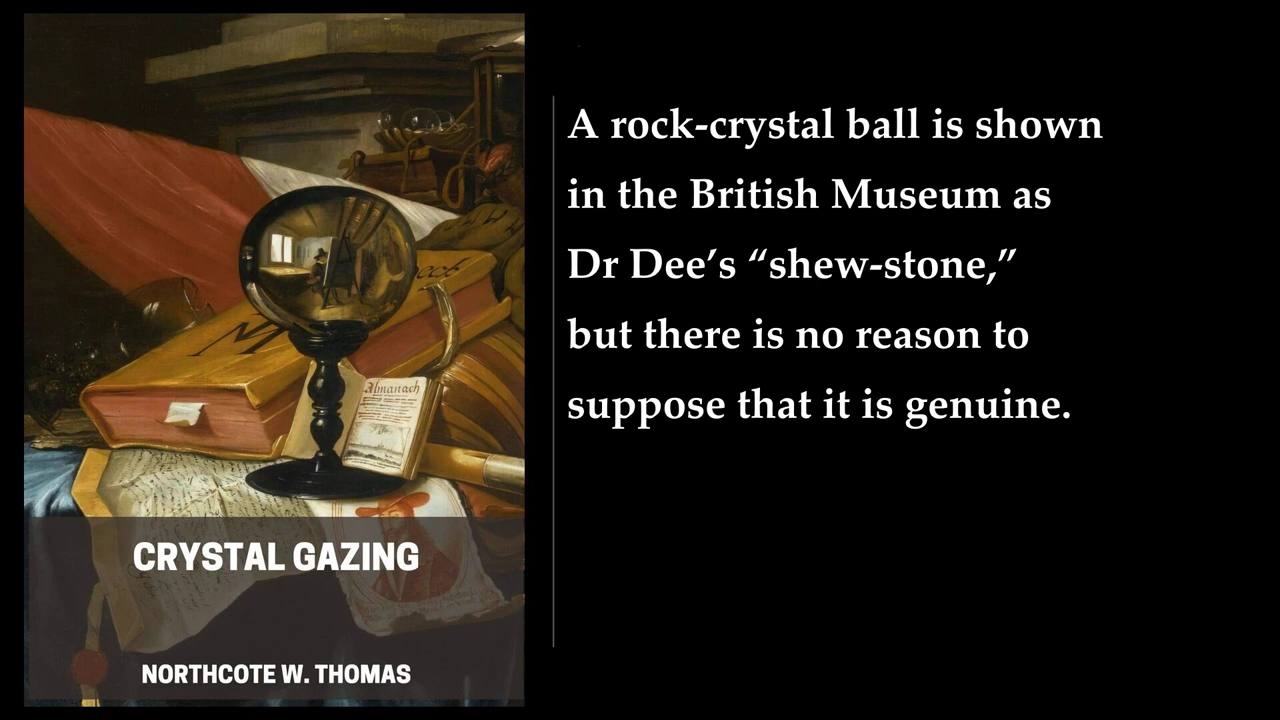 A rock-crystal ball is shown
in the British Museum as
Dr Dee’s “shew-stone,”
but there is no reason to
suppose that it is genuine.
M
Almanach
CRYSTAL GAZING
NORTHCOTE W. THOMAS